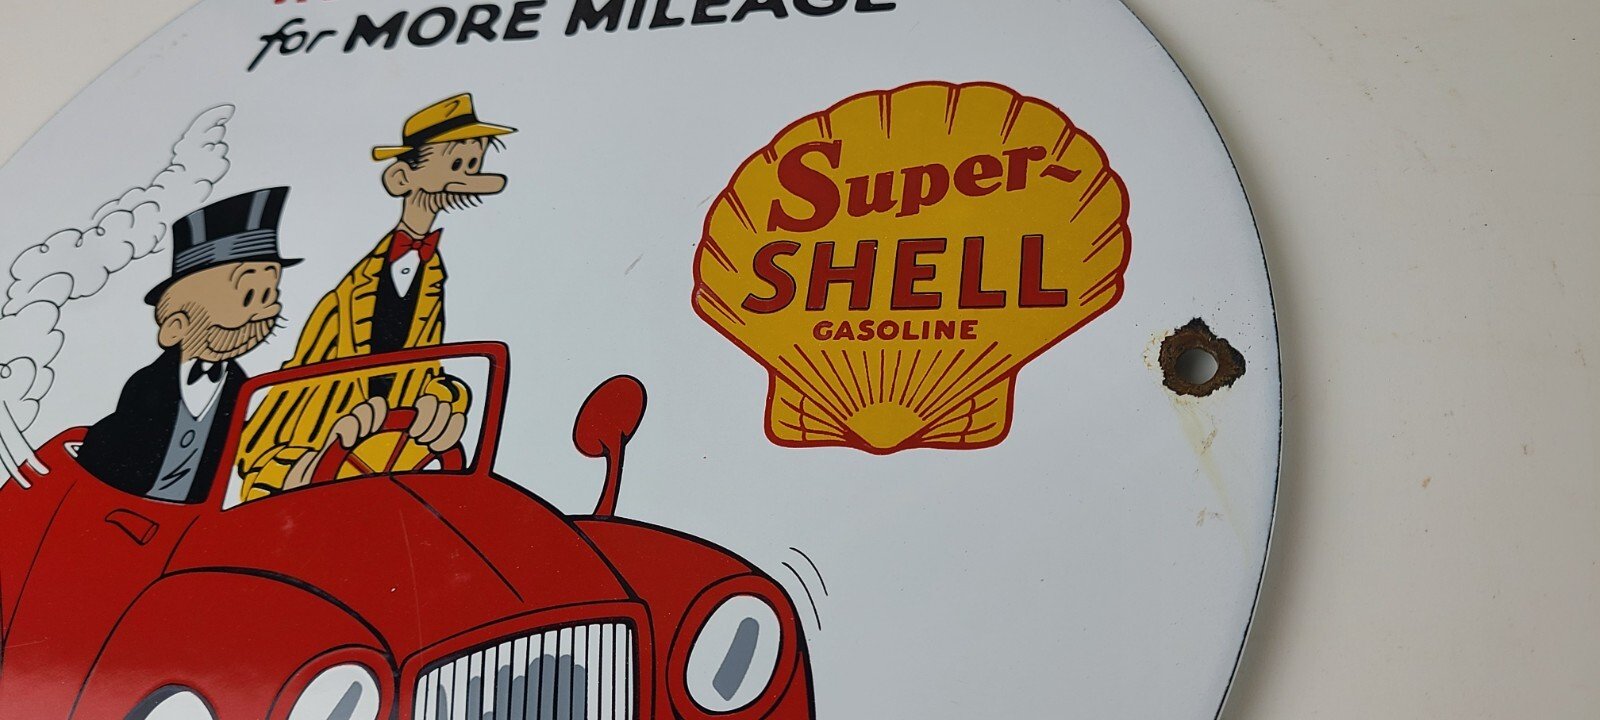 for MORE MILEAGE
Super-
SHELL
GASOLINE